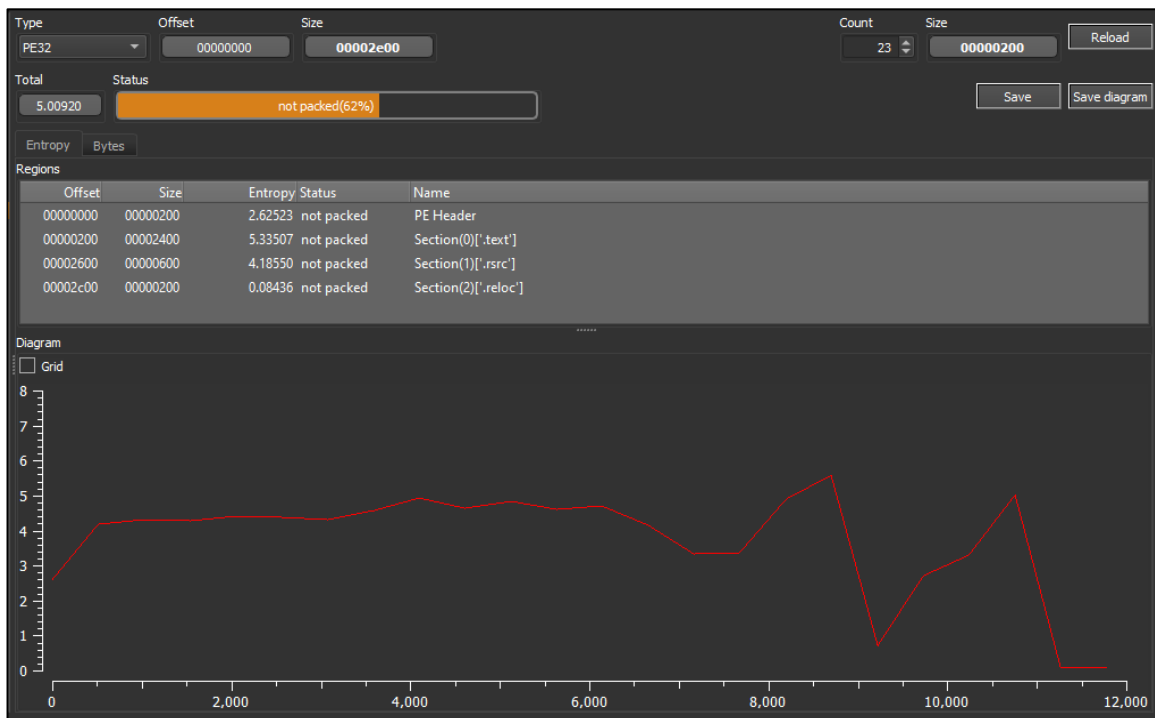 Type Offset Size Count Size
PE32 00000000 00002e00 23 00000200 Reload
Total Status
5.00920 not packed(62%) Save Save diagram
Entropy Bytes
Regions
Offset Size Entropy Status Name
00000000 00000200 2.62523 not packed PE Header
00000200 00002400 5.33507 not packed Section(0)['.text']
00002600 00000600 4.18550 not packed Section(1)['.rsrc']
00002c00 00000200 0.08436 not packed Section(2)['.reloc']
Diagram
Grid
8
7
6
5
4
3
2
1
0
0 2,000 4,000 6,000 8,000 10,000 12,000